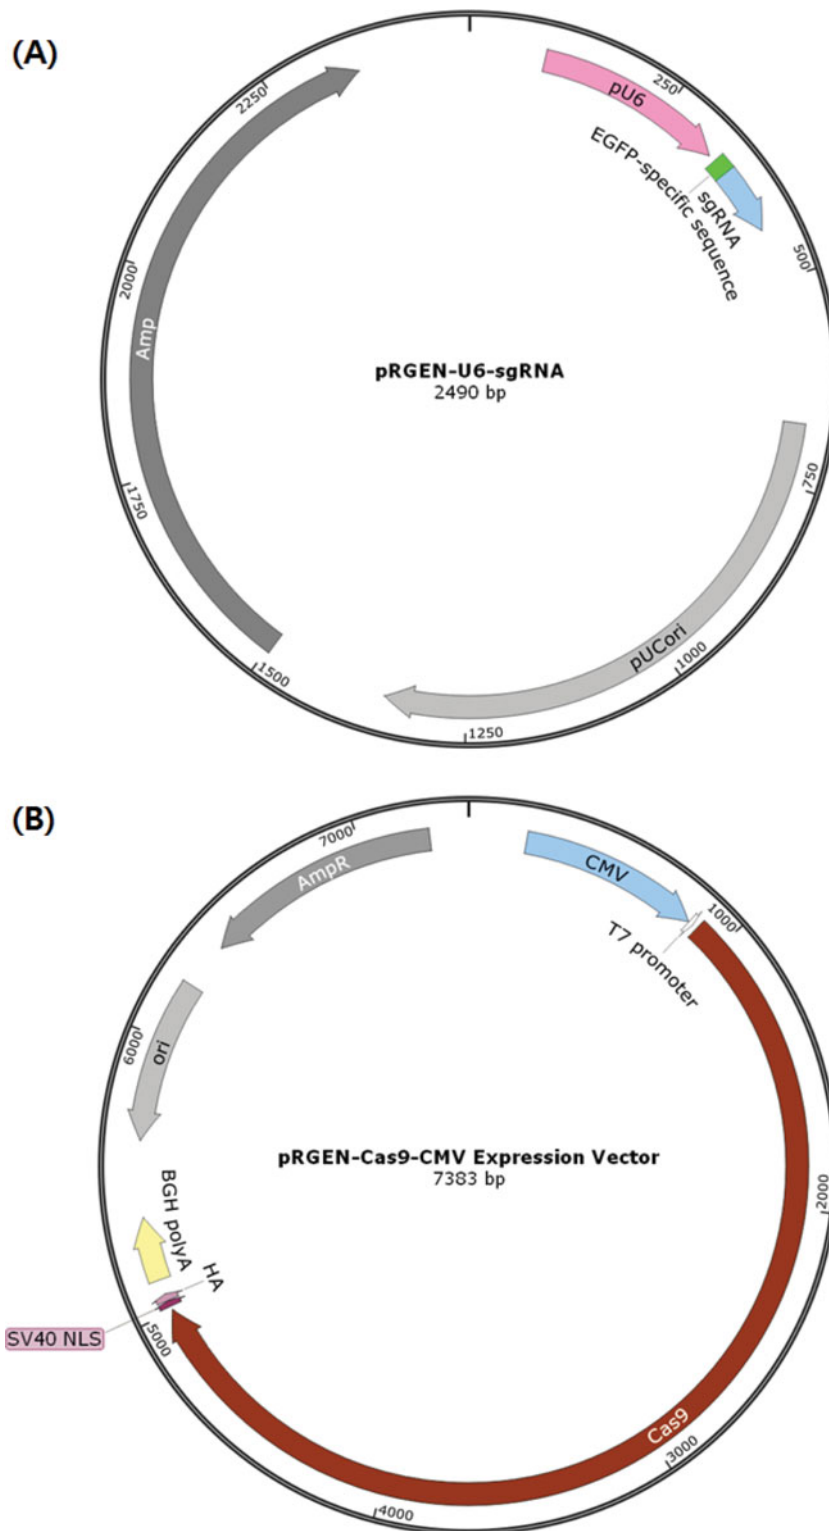 (A)
pU6
250
EGFP-specific sequence
sgRNA
500
750
pUCori
1000
1250
1500
1750
Amp
2000
2250
pRGEN-U6-sgRNA
2490 bp
(B)
CMV
1000
T7 promoter
2000
Cas9
3000
4000
5000
SV40 NLS
HA
BGH polyA
ori
6000
AmpR
7000
pRGEN-Cas9-CMV Expression Vector
7383 bp